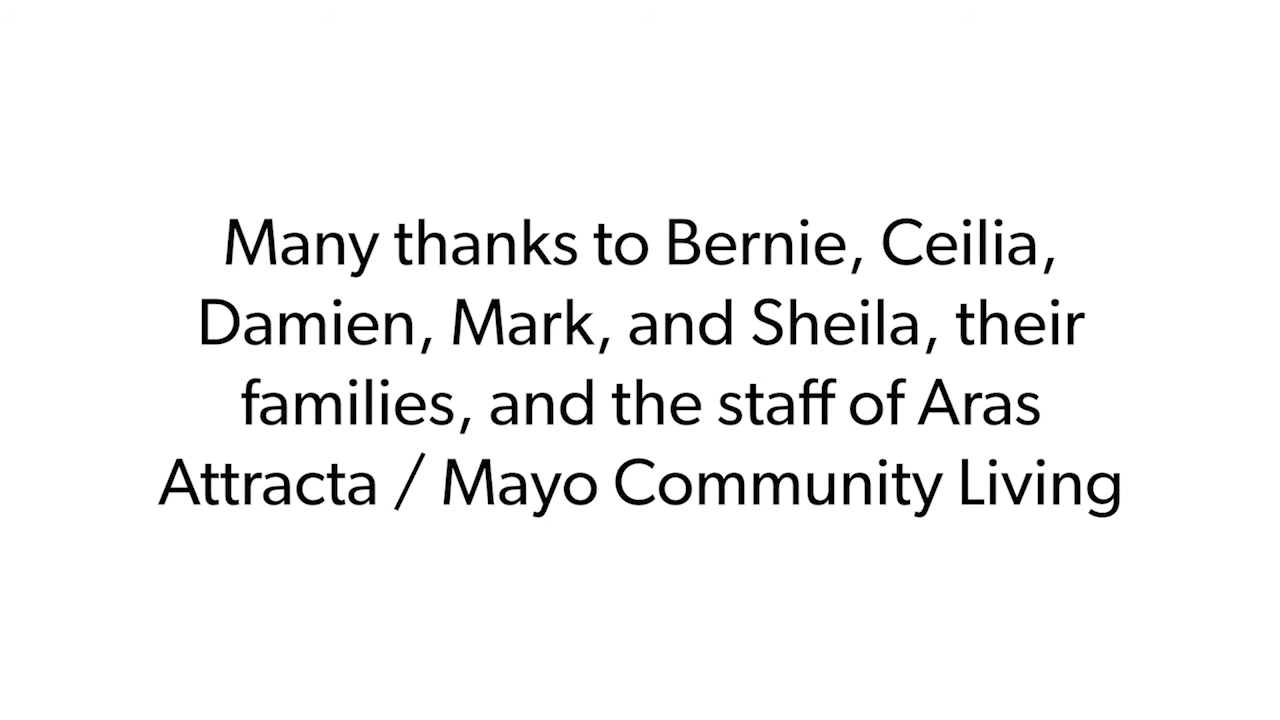 Many thanks to Bernie, Ceilia,
Damien, Mark, and Sheila, their
families, and the staff of Aras
Attracta / Mayo Community Living